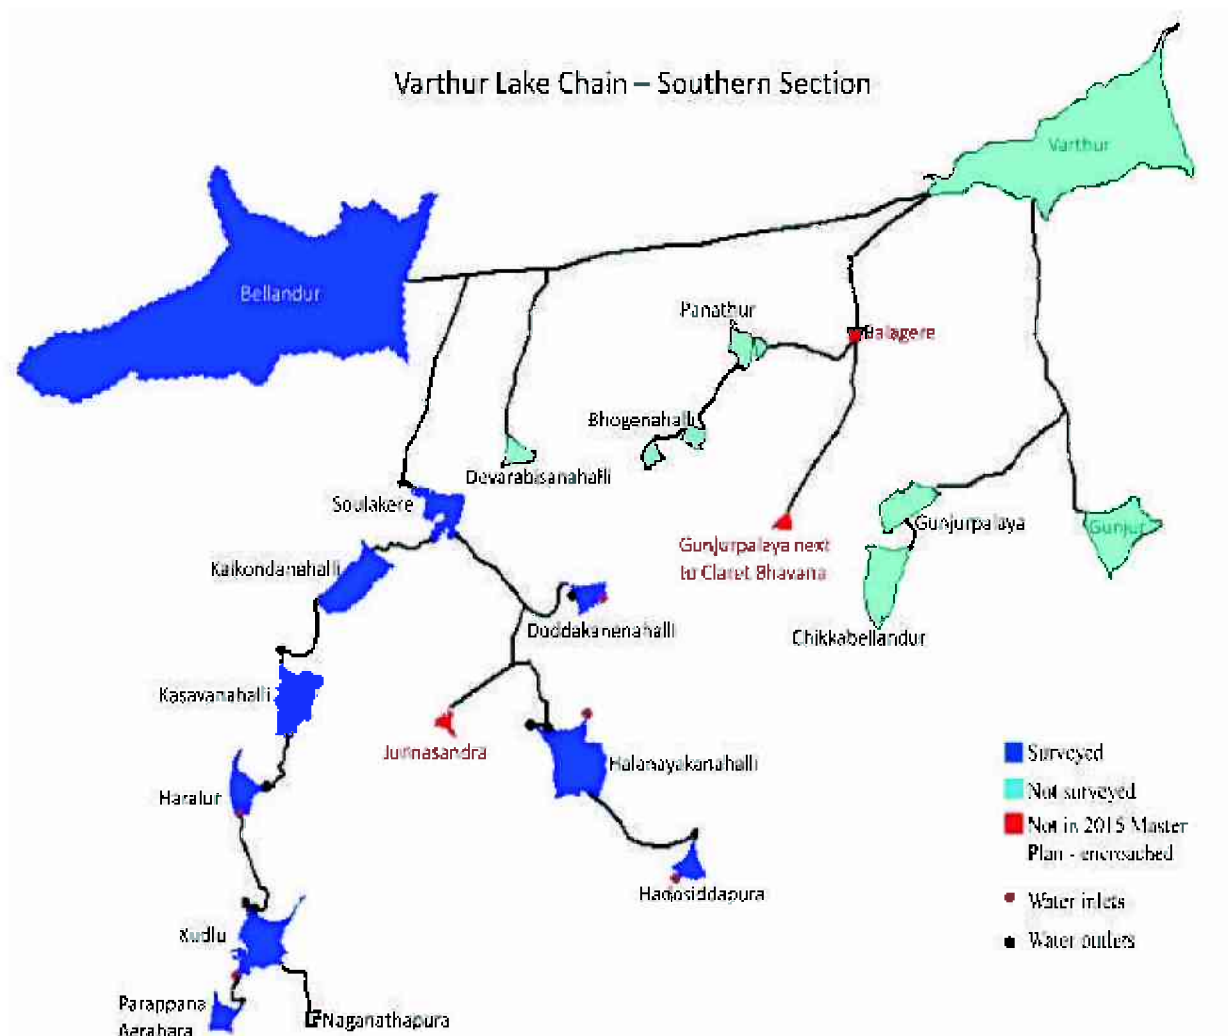 Varthur Lake Chain – Southern Section
Varthur
Bellandur
Panathur
Balagere
Bhogenahalli
Devarabisanahalli
Soulakere
Gunjurpalaya
Gunjur
Gunjurpalaya next
to Claret Bhavana
Kaikondanahalli
Doddakanenahalli
Chikkabellandur
Kasavanahalli
Junnasandra
Halanayakanahalli
Haralur
Hadosiddapura
Kudlu
Parappana
Agrahara
Naganathapura
Surveyed
Not surveyed
Not in 2015 Master
Plan - encroached
Water inlets
Water outlets